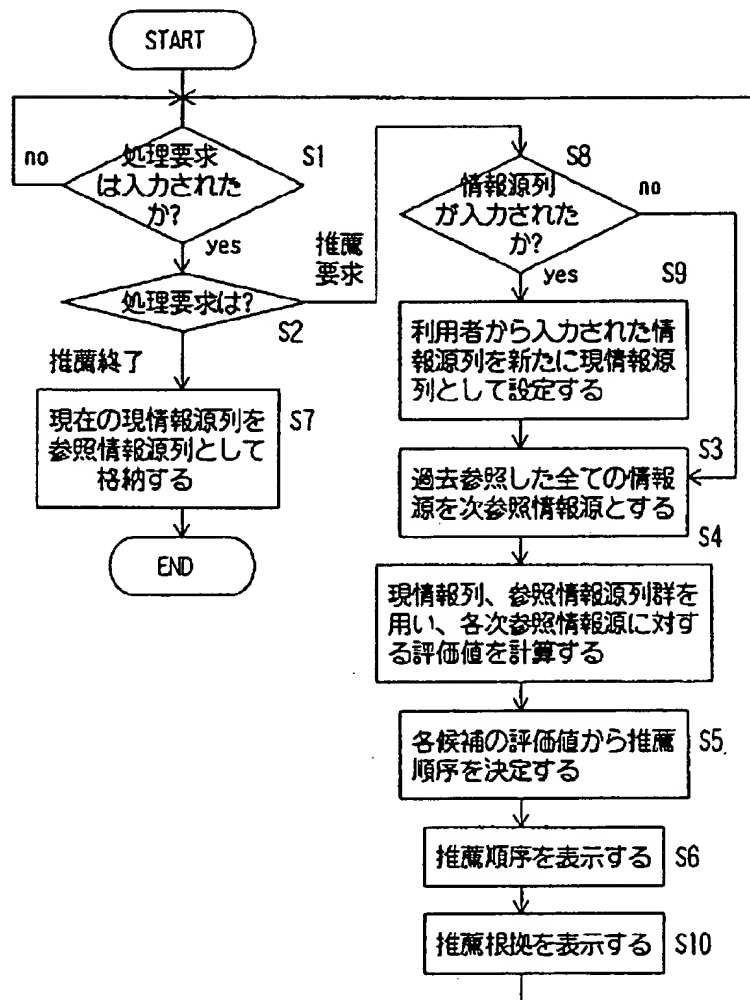 START
処理要求
は入力された
か?
S1
no
yes
処理要求は?
S2
推薦
要求
推薦終了
現在の現情報源列を
参照情報源列として
格納する
S7
END
情報源列
が入力された
か?
S8
no
yes
S9
利用者から入力された情
報源列を新たに現情報源
列として設定する
S3
過去参照した全ての情報
源を次参照情報源とする
S4
現情報列、参照情報源列群を
用い、各次参照情報源に対す
る評価値を計算する
各候補の評価値から推薦
順序を決定する
S5
推薦順序を表示する
S6
推薦根拠を表示する
S10